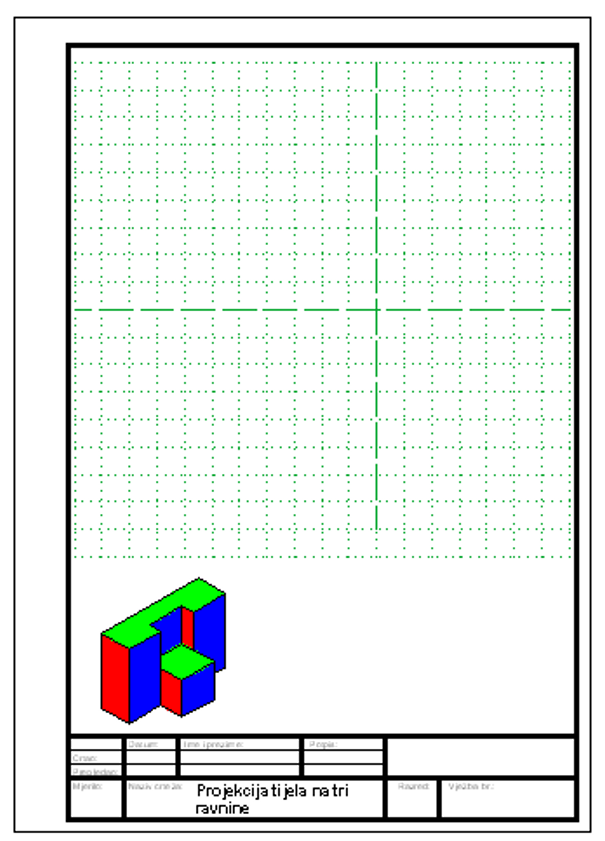 Datum:
Ime i prezime:
Potpis:
Crtao:
Pregledao:
Mjerilo:
Naziv crteža:
Projekcija tijela na tri
ravnine
Razred:
Vježba br.: